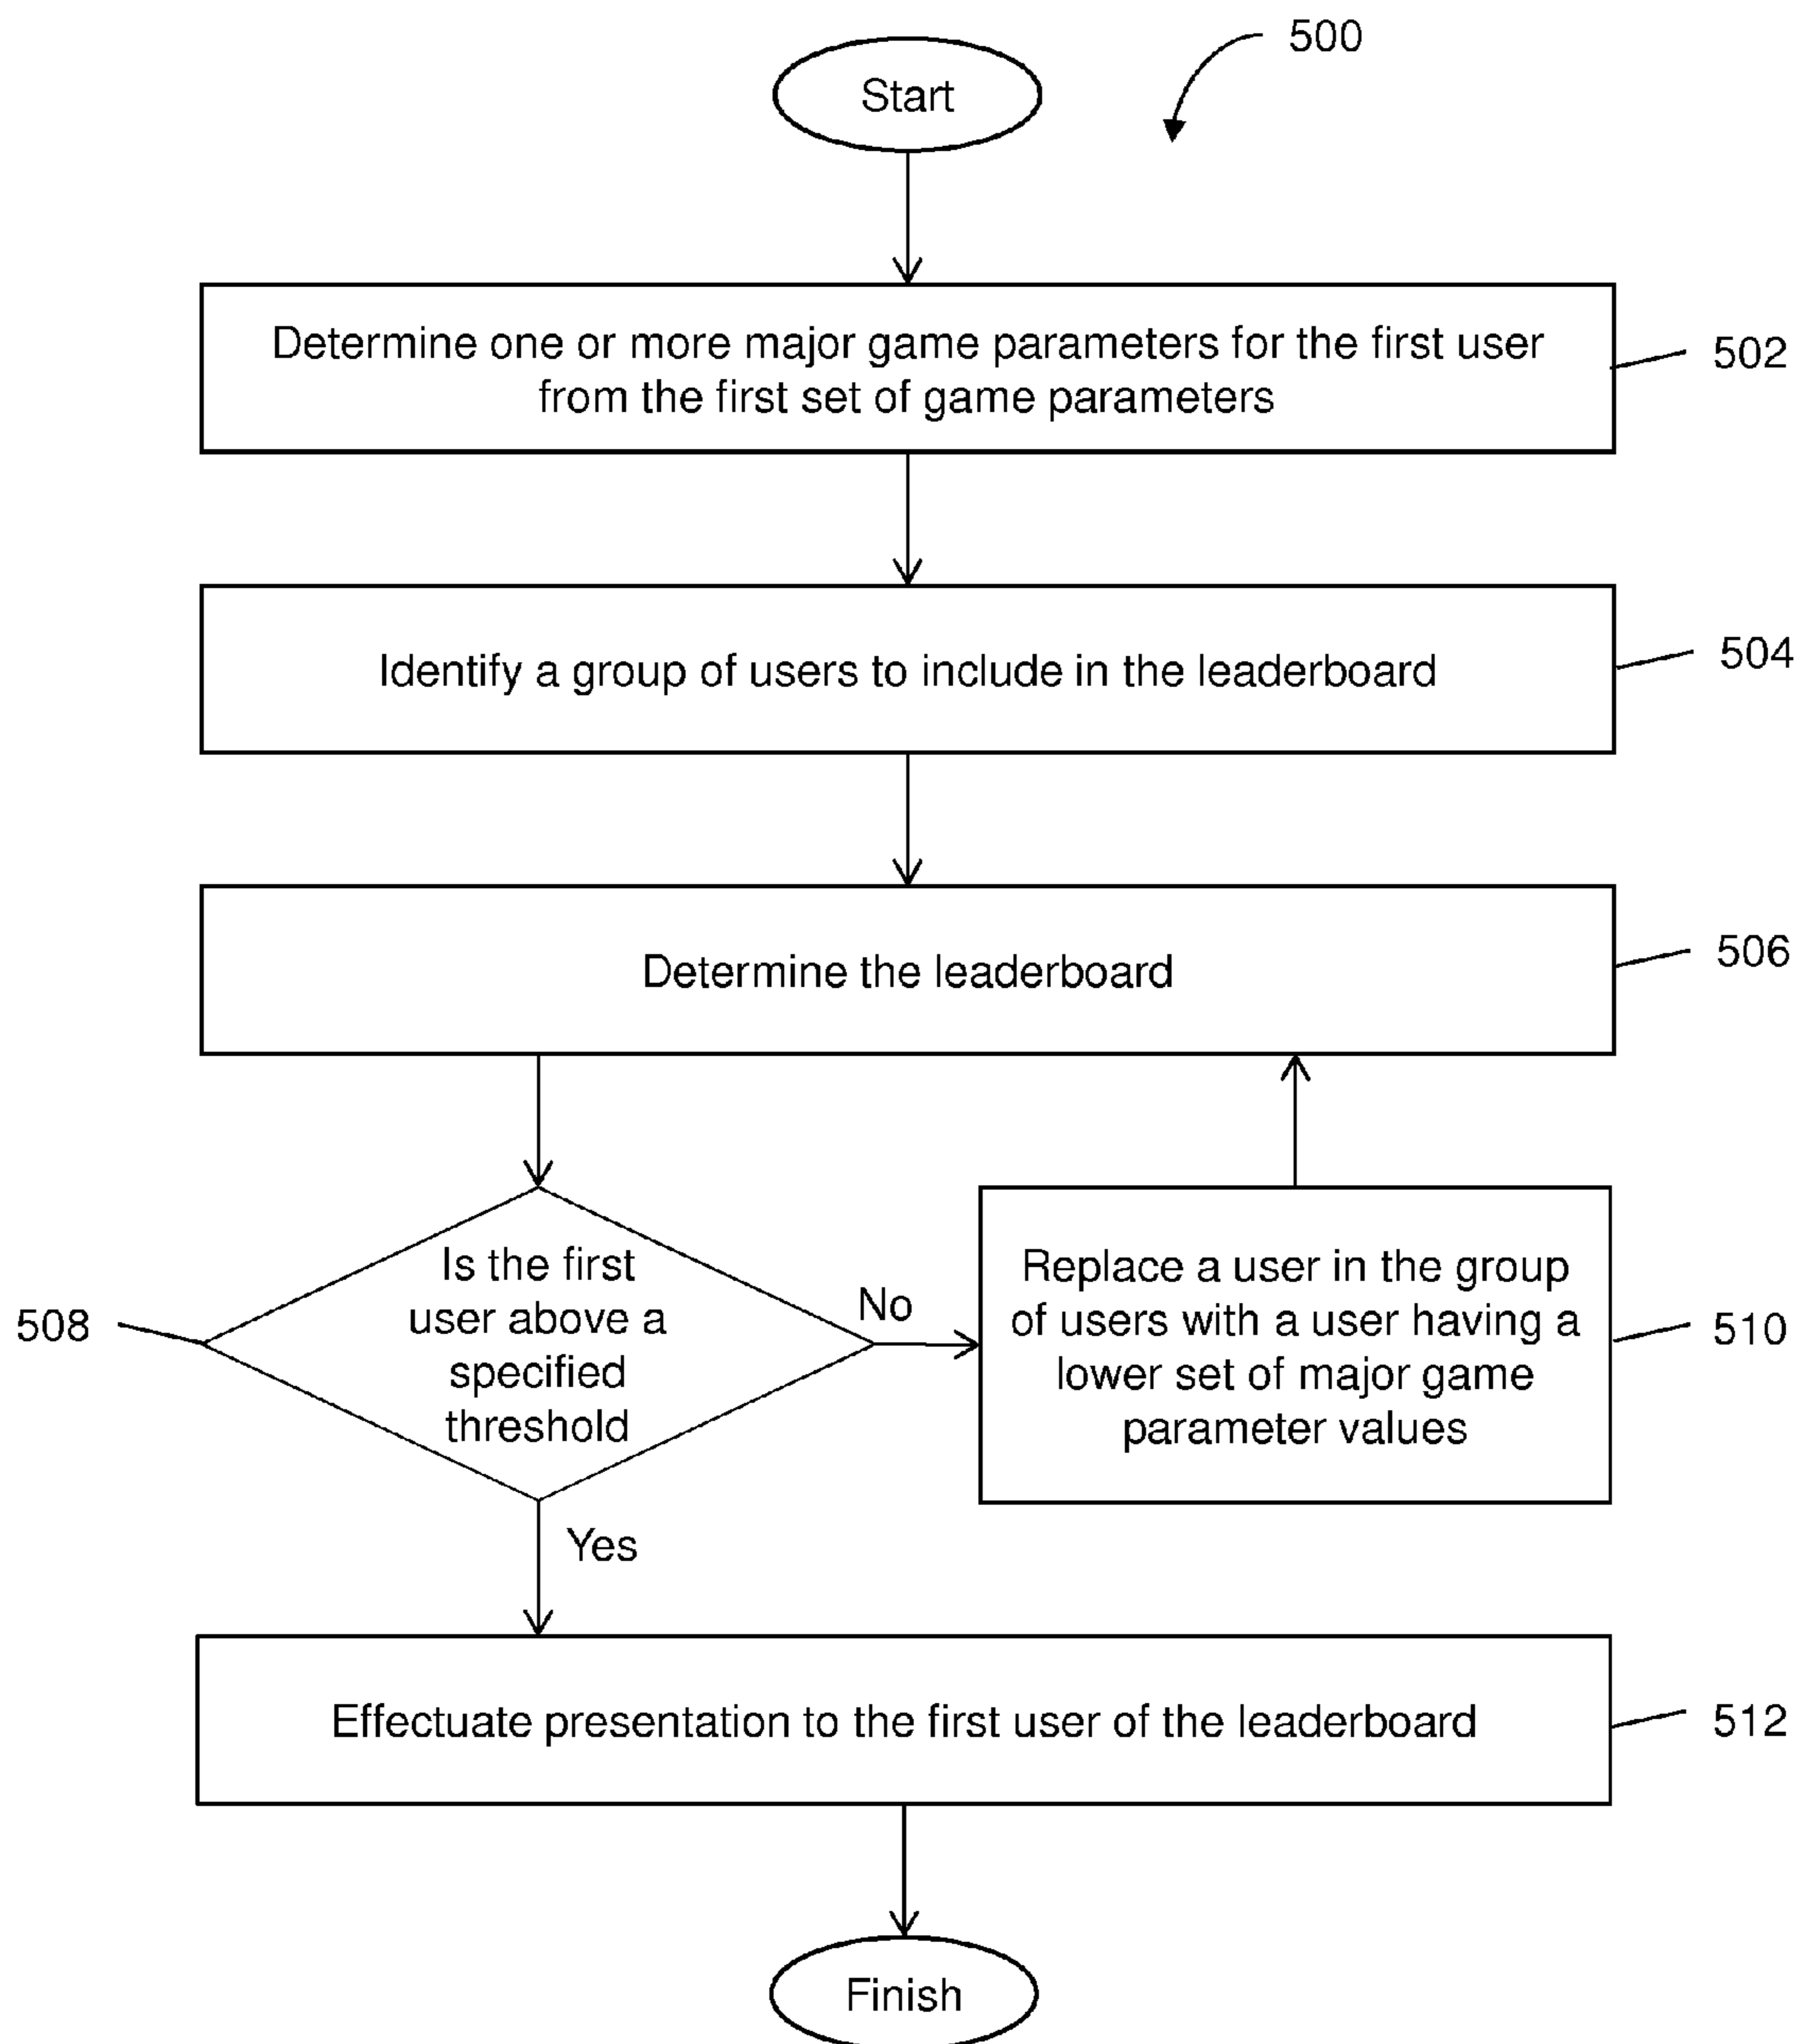 500
Start
Determine one or more major game parameters for the first user
from the first set of game parameters
502
Identify a group of users to include in the leaderboard
504
Determine the leaderboard
506
Is the first
user above a
specified
threshold
508
No
Replace a user in the group
of users with a user having a
lower set of major game
parameter values
510
Yes
Effectuate presentation to the first user of the leaderboard
512
Finish